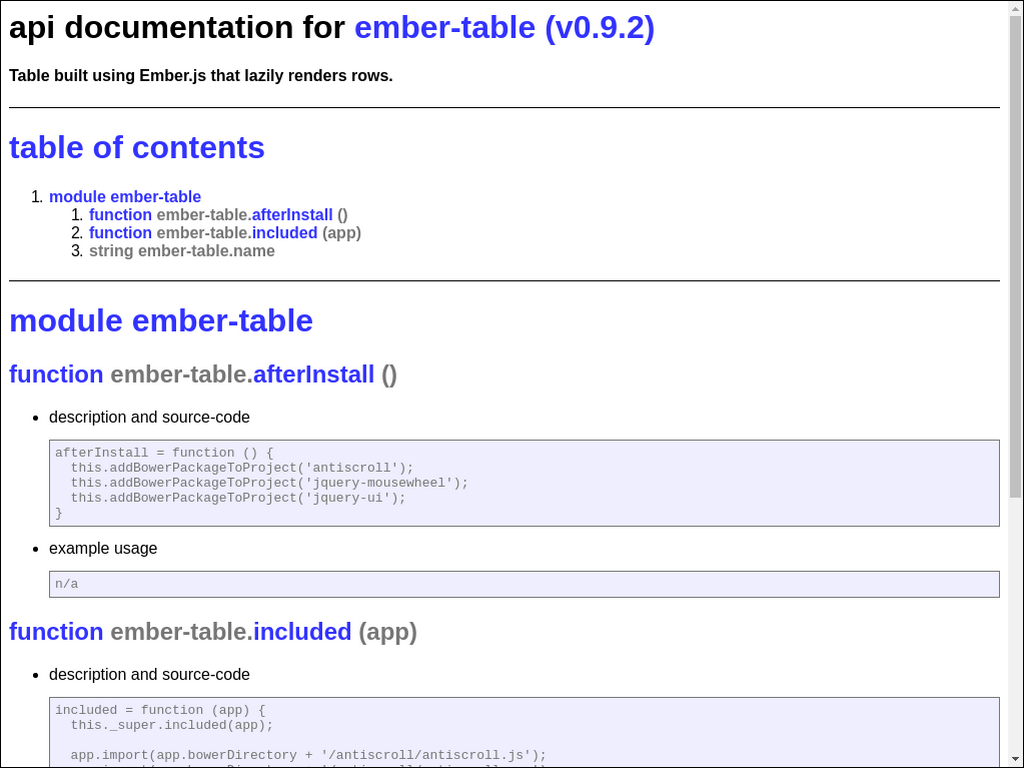 api documentation for ember-table (v0.9.2)
Table built using Ember.js that lazily renders rows.
table of contents
1. module ember-table
1. function ember-table.afterInstall ()
2. function ember-table.included (app)
3. string ember-table.name
module ember-table
function ember-table.afterInstall ()
• description and source-code
afterInstall = function () {
  this.addBowerPackageToProject('antiscroll');
  this.addBowerPackageToProject('jquery-mousewheel');
  this.addBowerPackageToProject('jquery-ui');
}
• example usage
n/a
function ember-table.included (app)
• description and source-code
included = function (app) {
  this._super.included(app);
  app.import(app.bowerDirectory + '/antiscroll/antiscroll.js');